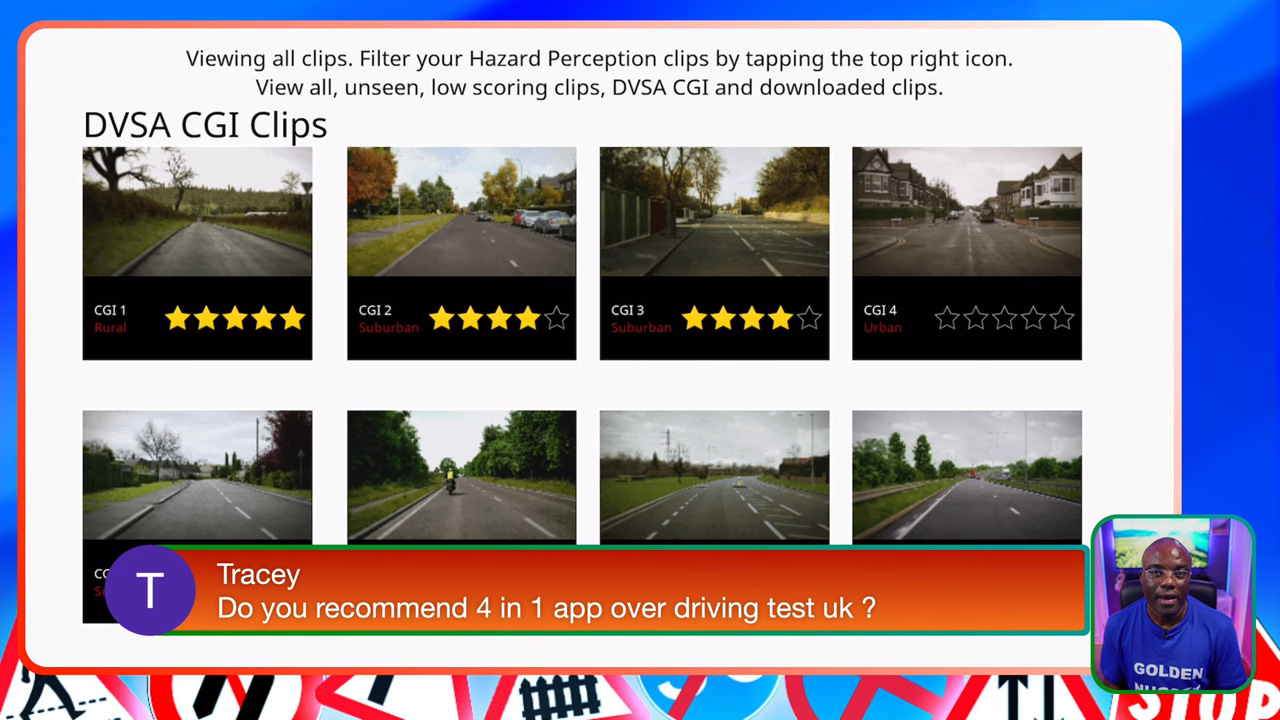 Viewing all clips. Filter your Hazard Perception clips by tapping the top right icon.
View all, unseen, low scoring clips, DVSA CGI and downloaded clips.
DVSA CGI Clips
CGI 1
Rural
CGI 2
Suburban
CGI 3
Suburban
CGI 4
Urban
T
Tracey
Do you recommend 4 in 1 app over driving test uk ?
GOLDEN
STOP